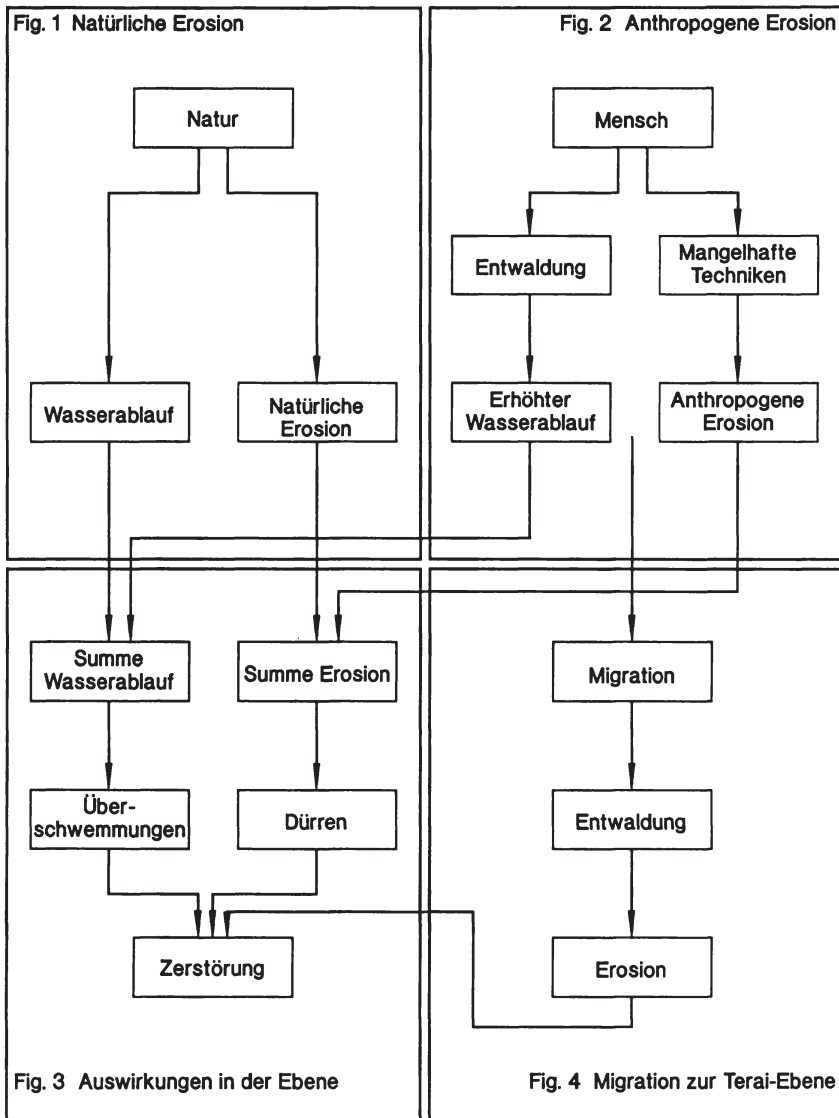 Fig. 1 Natürliche Erosion
Natur
Wasserablauf
Natürliche
Erosion
Fig. 2 Anthropogene Erosion
Mensch
Entwaldung
Mangelhafte
Techniken
Erhöhter
Wasserablauf
Anthropogene
Erosion
Summe
Wasserablauf
Summe Erosion
Über-
schwemmungen
Dürren
Zerstörung
Fig. 3 Auswirkungen in der Ebene
Migration
Entwaldung
Erosion
Fig. 4 Migration zur Terai-Ebene